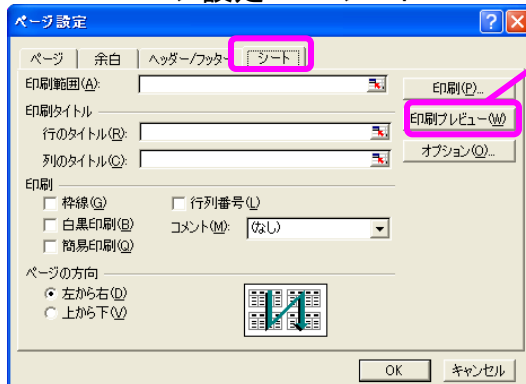 ページ設定
ページ 余白 ヘッダー/フッター シート
印刷範囲(A):
印刷(P)...
印刷タイトル
印刷プレビュー(W)
行のタイトル(R):
列のタイトル(C):
オプション(O)...
印刷
枠線(G) 行列番号(L)
白黒印刷(B) コメント(M): (なし)
簡易印刷(Q)
ページの方向
左から右(D)
上から下(V)
OK キャンセル